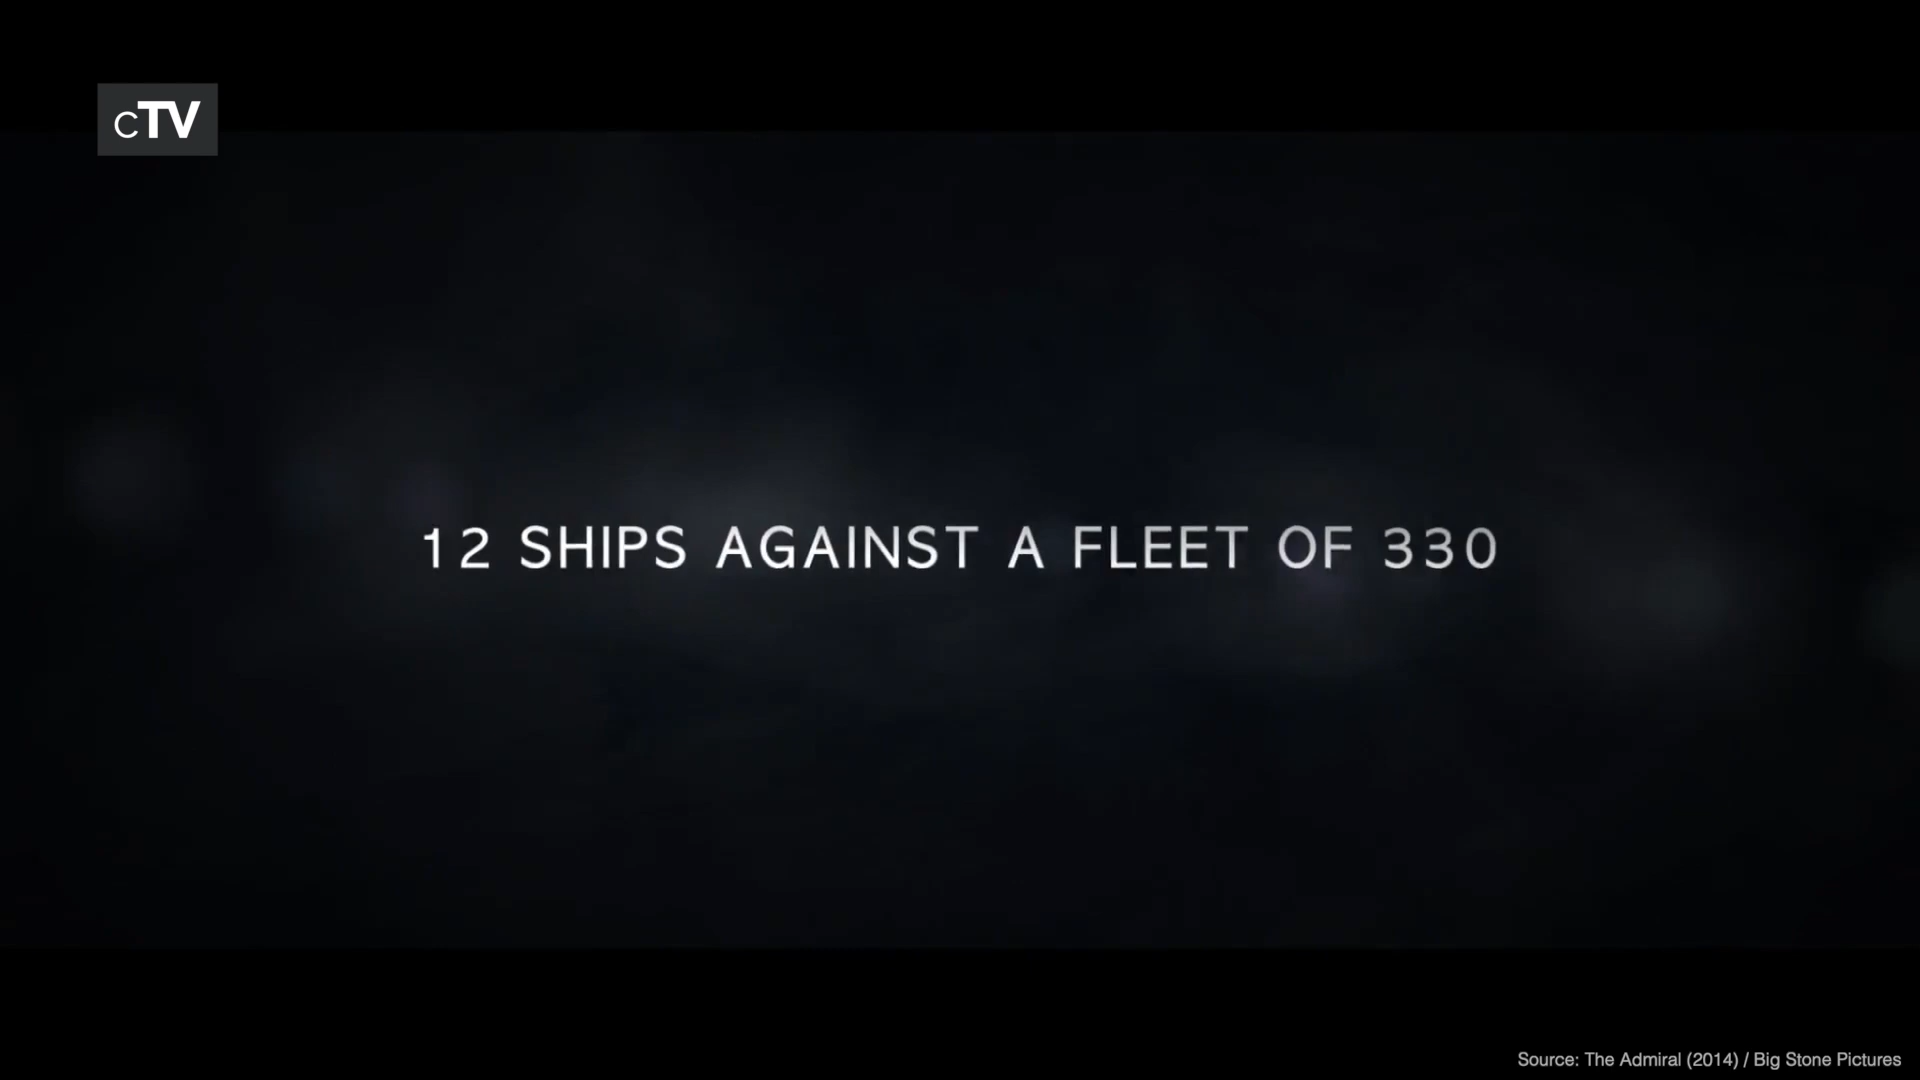 cTV
12 SHIPS AGAINST A FLEET OF 330
Source: The Admiral (2014) / Big Stone Pictures